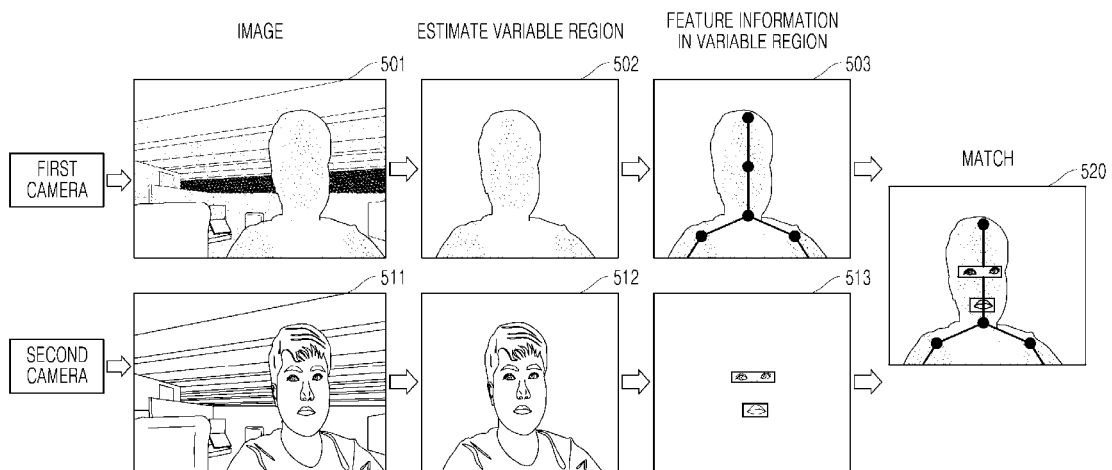 IMAGE
ESTIMATE VARIABLE REGION
FEATURE INFORMATION
IN VARIABLE REGION
501
502
503
FIRST
CAMERA
MATCH
520
511
512
513
SECOND
CAMERA